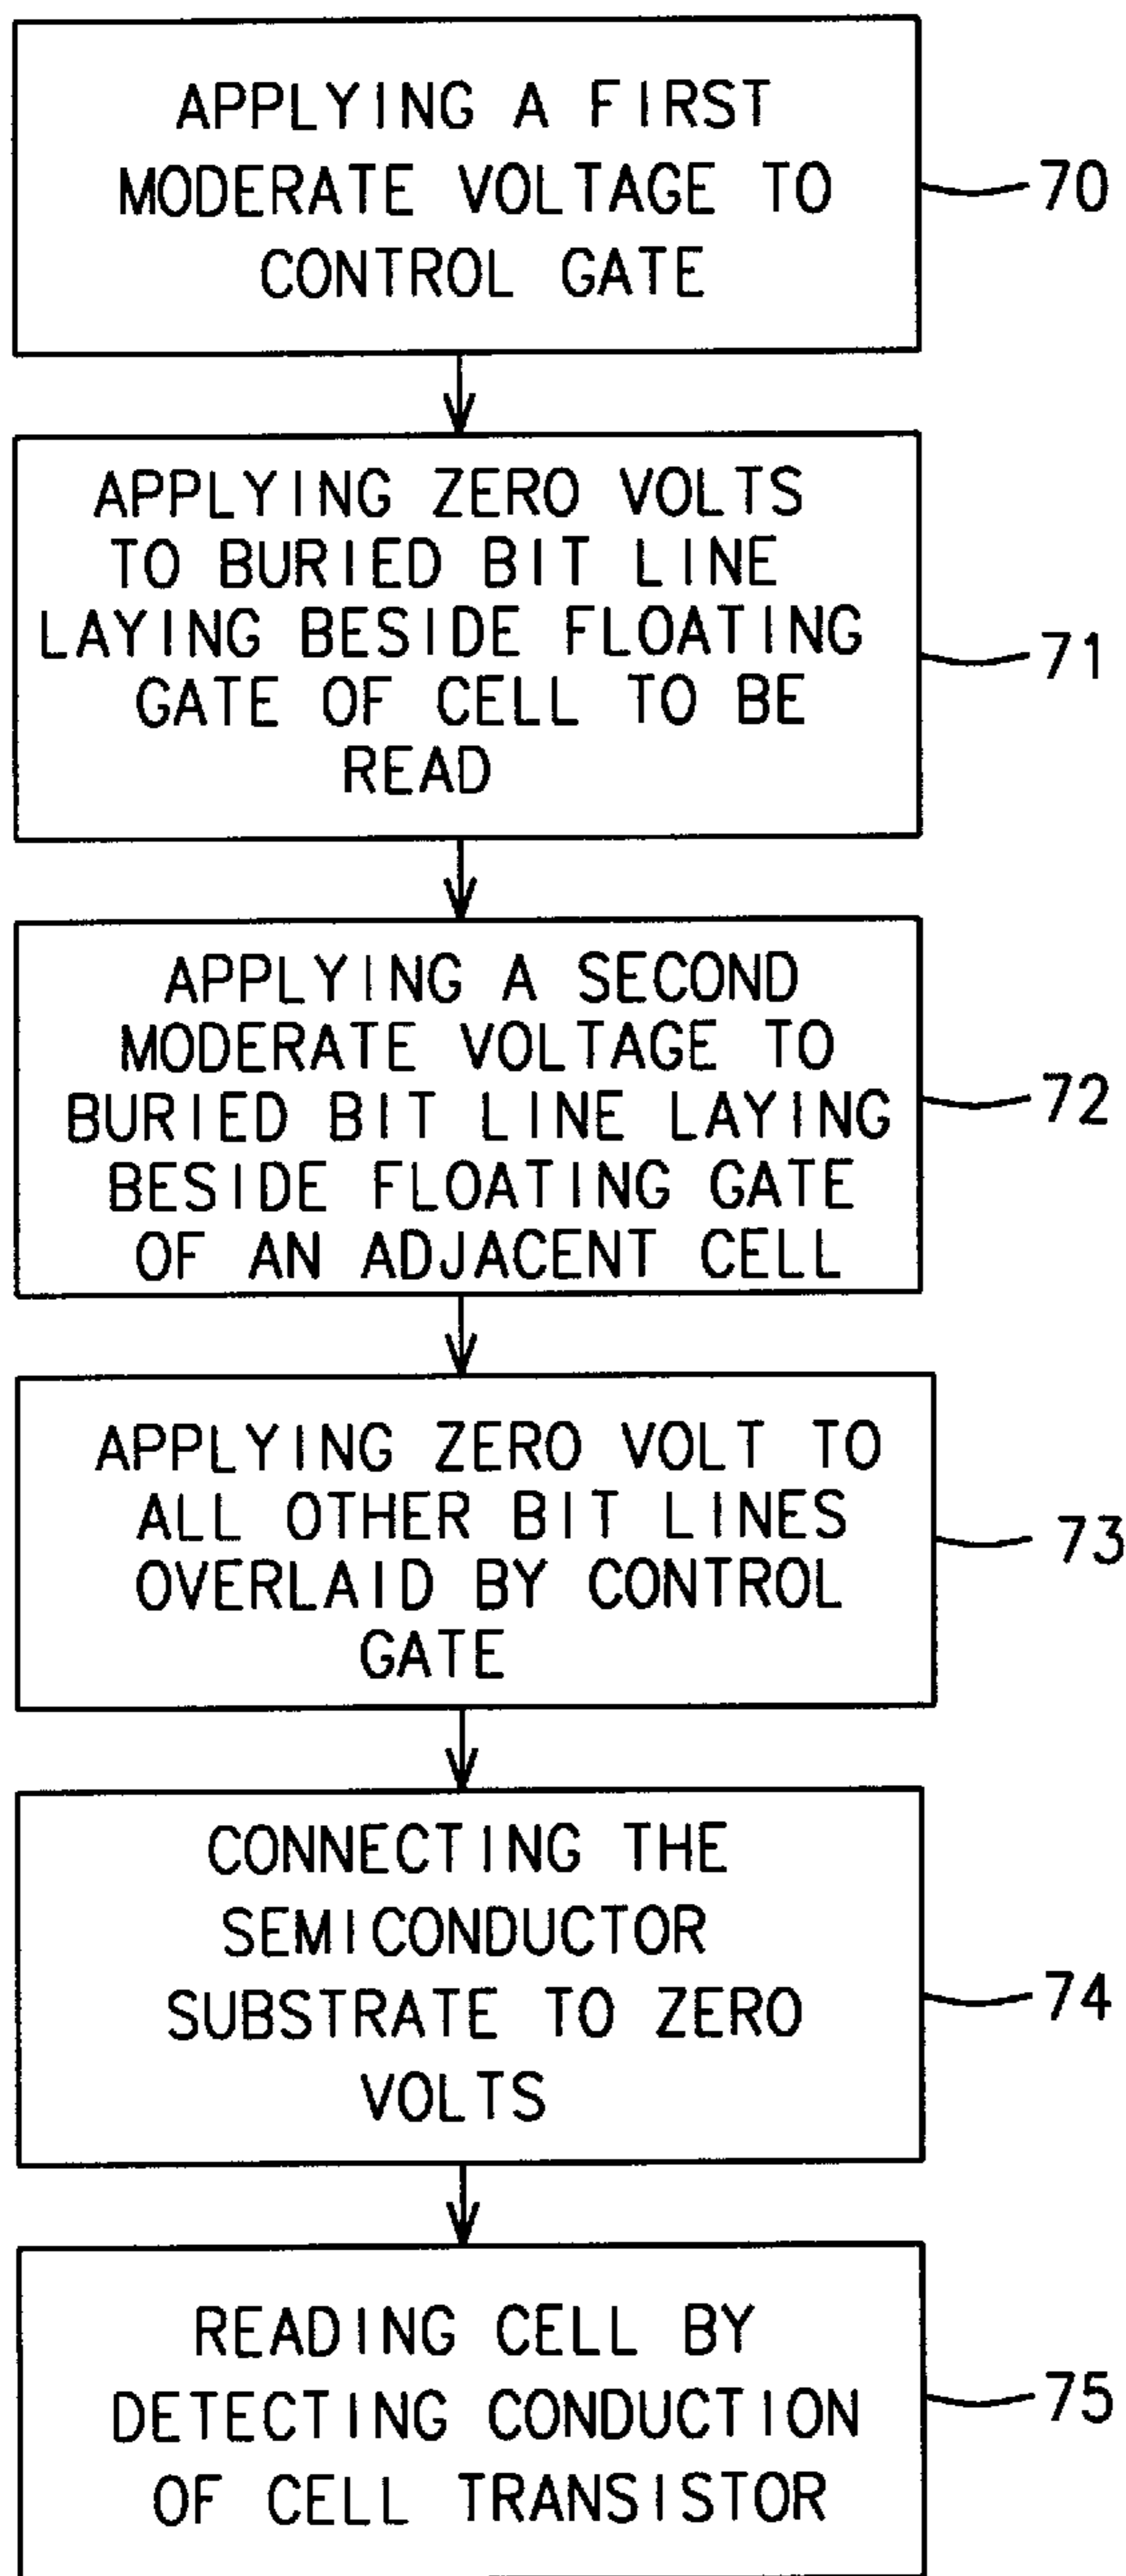 APPLYING A FIRST
MODERATE VOLTAGE TO
CONTROL GATE
70
APPLYING ZERO VOLTS
TO BURIED BIT LINE
LAYING BESIDE FLOATING
GATE OF CELL TO BE
READ
71
APPLYING A SECOND
MODERATE VOLTAGE TO
BURIED BIT LINE LAYING
BESIDE FLOATING GATE
OF AN ADJACENT CELL
72
APPLYING ZERO VOLT TO
ALL OTHER BIT LINES
OVERLAID BY CONTROL
GATE
73
CONNECTING THE
SEMICONDUCTOR
SUBSTRATE TO ZERO
VOLTS
74
READING CELL BY
DETECTING CONDUCTION
OF CELL TRANSISTOR
75